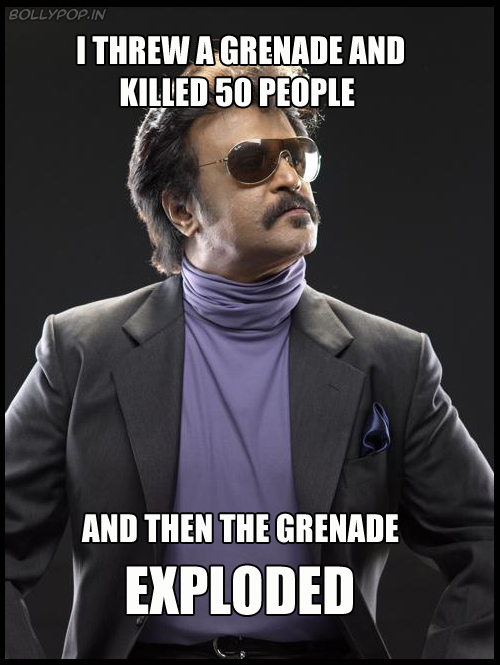 BOLLYPOP.IN
I THREW A GRENADE AND
KILLED 50 PEOPLE
AND THEN THE GRENADE
EXPLODED